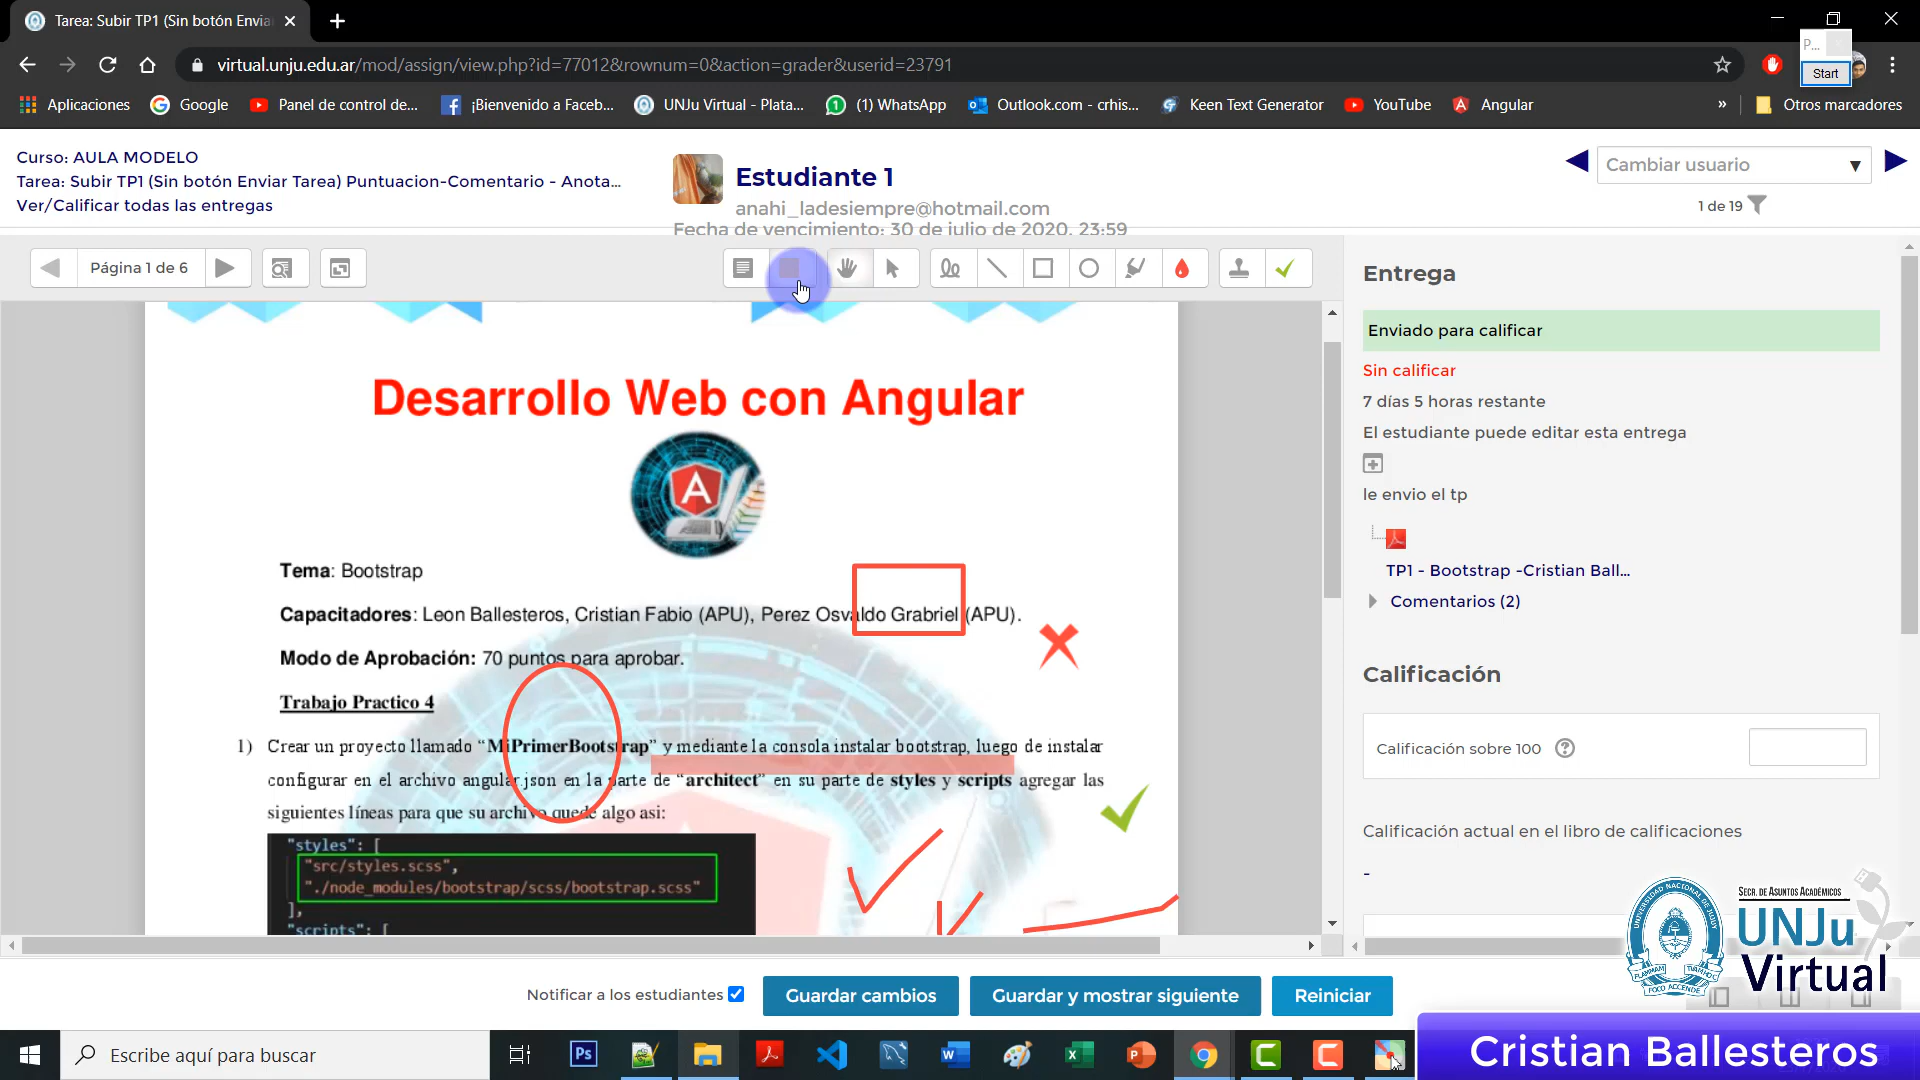 Tarea: Subir TP1 (Sin botón Envia
virtual.unju.edu.ar/mod/assign/view.php?id=77012&rownum=0&action=grader&userid=23791
P...
Start
Aplicaciones
Google
Panel de control de...
¡Bienvenido a Faceb...
UNJu Virtual - Plata...
(1) WhatsApp
Outlook.com - crhis...
Keen Text Generator
YouTube
Angular
»
Otros marcadores
Curso: AULA MODELO
Tarea: Subir TP1 (Sin botón Enviar Tarea) Puntuacion-Comentario - Anota...
Ver/Calificar todas las entregas
Estudiante 1
anahi_ladesiempre@hotmail.com
Fecha de vencimiento: 30 de julio de 2020, 23:59
Cambiar usuario
1 de 19
Página 1 de 6
Desarrollo Web con Angular
Tema: Bootstrap
Capacitadores: Leon Ballesteros, Cristian Fabio (APU), Perez Osvaldo Grabriel (APU).
Modo de Aprobación: 70 puntos para aprobar.
Trabajo Practico 4
1) Crear un proyecto llamado “MiPrimerBootstrap” y mediante la consola instalar bootstrap, luego de instalar
configurar en el archivo angular.json en la parte de “architect” en su parte de styles y scripts agregar las
siguientes líneas para que su archivo quede algo asi:
"styles": [
"src/styles.scss",
"./node_modules/bootstrap/scss/bootstrap.scss"
],
"scripts": [
Entrega
Enviado para calificar
Sin calificar
7 días 5 horas restante
El estudiante puede editar esta entrega
le envio el tp
TP1 - Bootstrap -Cristian Ball...
Comentarios (2)
Calificación
Calificación sobre 100
Calificación actual en el libro de calificaciones
-
SECR. DE ASUNTOS ACADÉMICOS
UNJu
Virtual
Notificar a los estudiantes
Guardar cambios
Guardar y mostrar siguiente
Reiniciar
Escribe aquí para buscar
Cristian Ballesteros